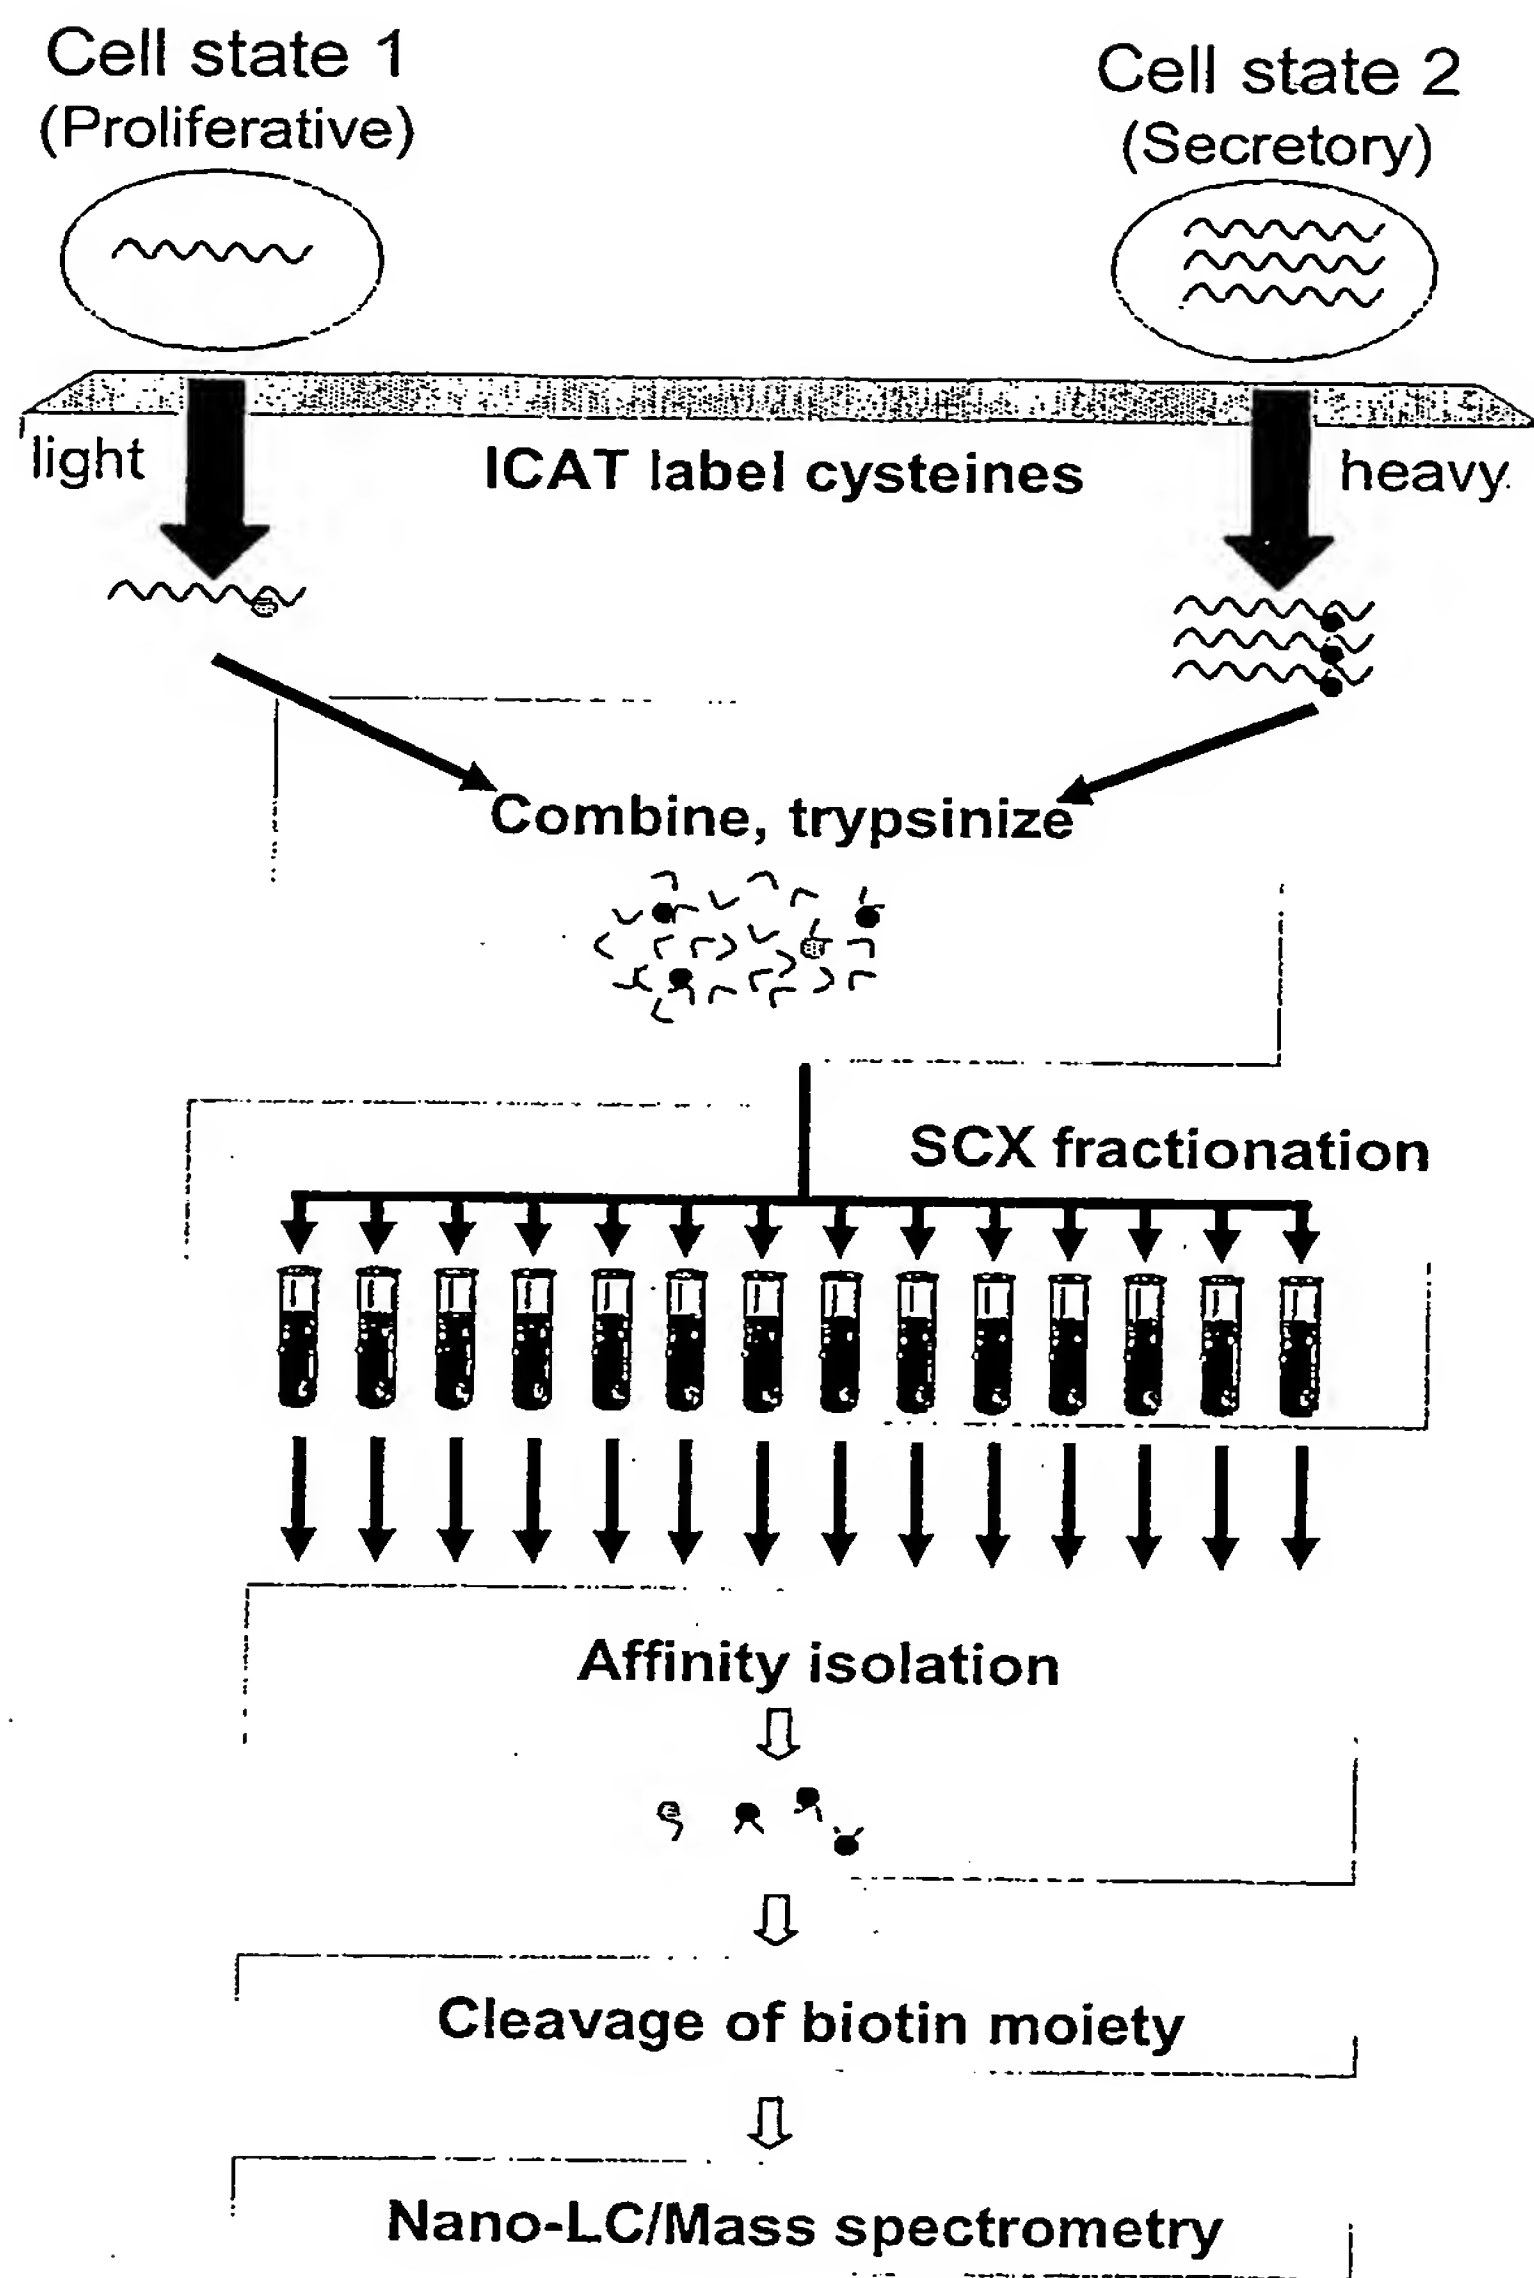 Cell state 1
(Proliferative)
Cell state 2
(Secretory)
light
ICAT label cysteines
heavy
Combine, trypsinize
SCX fractionation
Affinity isolation
Cleavage of biotin moiety
Nano-LC/Mass spectrometry